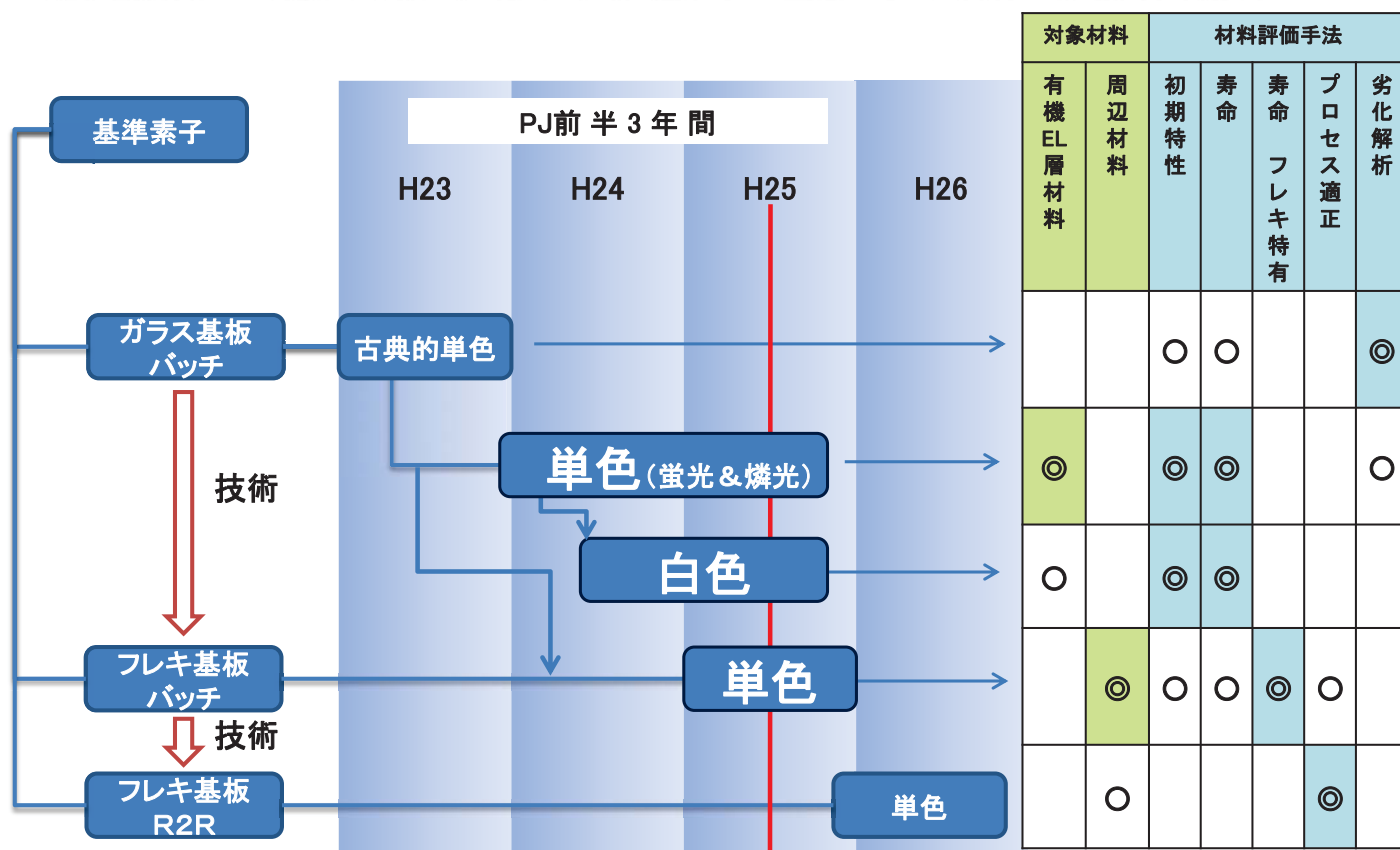 対象材料
材料評価手法
有機EL層材料
周辺材料
初期特性
寿命
寿命 フレキ特有
プロセス適正
劣化解析
基準素子
PJ前半3年間
H23
H24
H25
H26
ガラス基板
バッチ
古典的単色
○
○
◎
技術
単色(蛍光&燐光)
◎
◎
◎
○
白色
○
◎
◎
フレキ基板
バッチ
単色
◎
○
○
◎
○
技術
フレキ基板
R2R
単色
○
◎